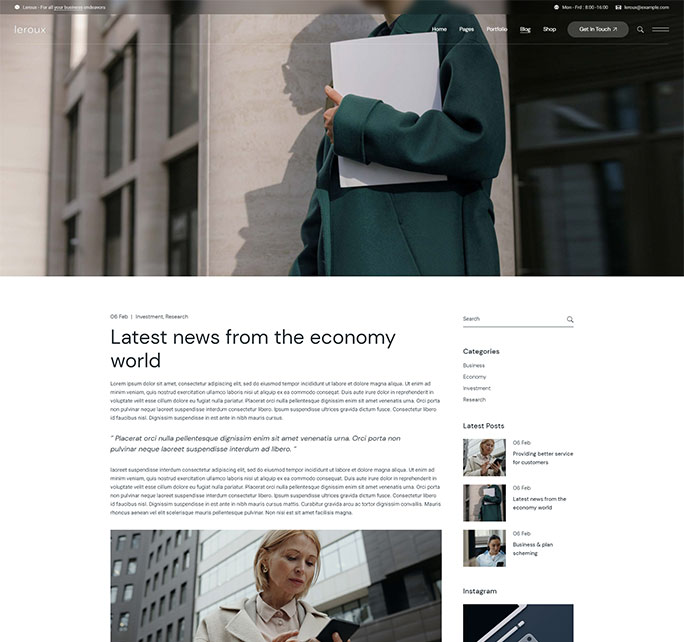 Leroux - For all your business endeavors
Mon - Frd : 8:00 -16:00
leroux@example.com
leroux
Home
Pages
Portfolio
Blog
Shop
Get in Touch
06 Feb | Investment, Research
Latest news from the economy
world
Lorem ipsum dolor sit amet, consectetur adipiscing elit, sed do eiusmod tempor incididunt ut labore et dolore magna aliqua. Ut enim ad
minim veniam, quis nostrud exercitation ullamco laboris nisi ut aliquip ex ea commodo consequat. Duis aute irure dolor in reprehenderit in
voluptate velit esse cillum dolore eu fugiat nulla pellentesque dignissim enim sit amet venenatis urna. Orci porta
non pulvinar neque laoreet suspendisse interdum consectetur libero. Ipsum suspendisse ultrices gravida dictum fusce. Consectetur libero
id faucibus nisl. Dignissim suspendisse in est ante in nibh mauris cursus.
" Placerat orci nulla pellentesque dignissim enim sit amet venenatis urna. Orci porta non
pulvinar neque laoreet suspendisse interdum ad libero. "
laoreet suspendisse interdum consectetur adipiscing elit, sed do eiusmod tempor incididunt ut labore et dolore magna aliqua. Ut enim ad
minim veniam, quis nostrud exercitation ullamco laboris nisi ut aliquip ex ea commodo consequat. Duis aute irure dolor in reprehenderit in
voluptate velit esse cillum dolore eu fugiat nulla pellentesque dignissim enim sit amet venenatis urna. Orci porta
non pulvinar neque laoreet suspendisse interdum consectetur libero. Ipsum suspendisse ultrices gravida dictum fusce. Consectetur libero
id faucibus nisl. Dignissim suspendisse in est ante in nibh mauris mattis. Curabitur gravida arcu ac tortor dignissim convallis. Mauris
rhoncus aenean vel elit scelerisque mauris pellentesque pulvinar. Non nisi est sit amet facilisis magna.
Search
Categories
Business
Economy
Investment
Research
Latest Posts
06 Feb
Providing better service
for customers
06 Feb
Latest news from the
economy world
06 Feb
Business & plan
scheming
Instagram